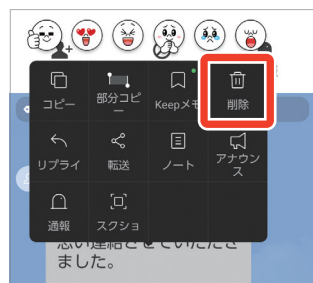 コピー
部分コピ
ー
Keepメモ
削除
リプライ
転送
ノート
アナウン
ス
通報
スクショ
ました。